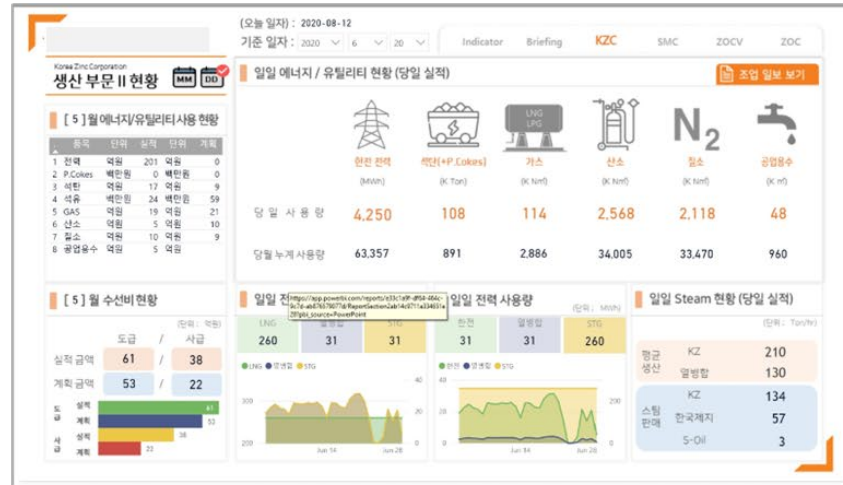 (오늘 일자) : 2020-08-12
기준 일자 : 2020 6 20
Indicator Briefing KZC SMC ZOCV ZOC
Korea Zinc Corporation
생산 부문 II 현황 MM DD
[ 5 ] 월 에너지/유틸리티 사용 현황
품목 단위 실적 단위 계획
1 전력 억원 201 억원 0
2 P.Cokes 백만원 0 백만원 0
3 석탄 억원 17 억원 9
4 석유 백만원 24 백만원 59
5 GAS 억원 19 억원 21
6 산소 억원 5 억원 10
7 질소 억원 10 억원 9
8 공업용수 억원 5 억원
일일 에너지 / 유틸리티 현황 (당일 실적)
조업 일보 보기
LNG
LPG
N2
한전 전력 석탄(+P.Cokes) 가스 산소 질소 공업용수
(MWh) (K Ton) (K Nm³) (K Nm³) (K Nm³) (K m³)
당 일 사 용 량 4,250 108 114 2,568 2,118 48
당월 누계 사용량 63,357 891 2,886 34,005 33,470 960
[ 5 ] 월 수선비 현황
(단위 : 억원)
도급 / 사급
실적 금액 61 / 38
계획 금액 53 / 22
도급
실적 61
계획 53
사급
실적 38
계획 22
일일 전
LNG STG
260 31 31
LNG 열병합 STG
300
200
40
20
0
Jun 14 Jun 28
일일 전력 사용량
(단위 : MWh)
한전 열병합 STG
31 31 260
한전 열병합 STG
40
20
0
200
0
Jun 14 Jun 28
일일 Steam 현황 (당일 실적)
(단위 : Ton/hr)
평균 생산
KZ 210
열병합 130
스팀 판매
KZ 134
한국제지 57
S-Oil 3